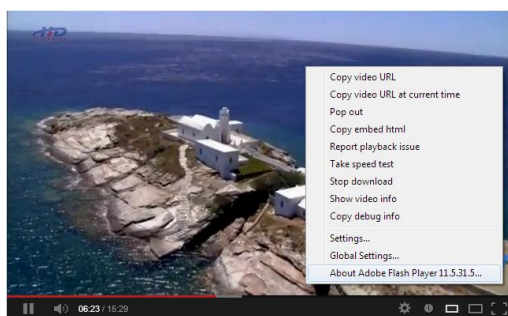 HD
Copy video URL
Copy video URL at current time
Pop out
Copy embed html
Report playback issue
Take speed test
Stop download
Show video info
Copy debug info
Settings...
Global Settings...
About Adobe Flash Player 11.5.31.5...
06:23 / 15:29